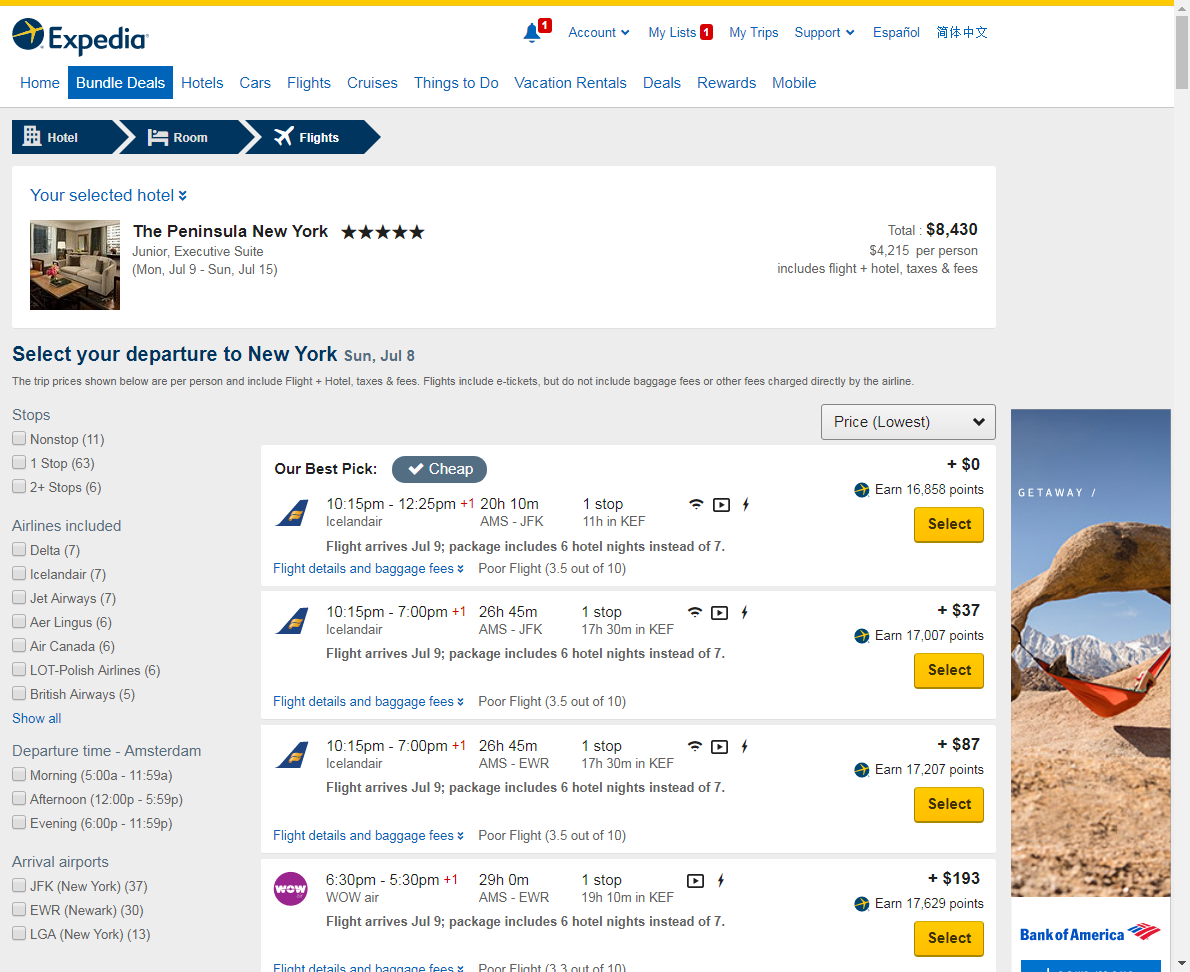 Expedia
1
Account
My Lists 1
My Trips
Support
Español
简体中文
Home
Bundle Deals
Hotels
Cars
Flights
Cruises
Things to Do
Vacation Rentals
Deals
Rewards
Mobile
Hotel
Room
Flights
Your selected hotel
The Peninsula New York
Junior, Executive Suite
(Mon, Jul 9 - Sun, Jul 15)
Total : $8,430
$4,215 per person
includes flight + hotel, taxes & fees
Select your departure to New York Sun, Jul 8
The trip prices shown below are per person and include Flight + Hotel, taxes & fees. Flights include e-tickets, but do not include baggage fees or other fees charged directly by the airline.
Stops
Nonstop (11)
1 Stop (63)
2+ Stops (6)
Airlines included
Delta (7)
Icelandair (7)
Jet Airways (7)
Aer Lingus (6)
Air Canada (6)
LOT-Polish Airlines (6)
British Airways (5)
Show all
Departure time - Amsterdam
Morning (5:00a - 11:59a)
Afternoon (12:00p - 5:59p)
Evening (6:00p - 11:59p)
Arrival airports
JFK (New York) (37)
EWR (Newark) (30)
LGA (New York) (13)
Price (Lowest)
Our Best Pick: Cheap
10:15pm - 12:25pm +1 20h 10m 1 stop
Icelandair AMS - JFK 11h in KEF
Flight arrives Jul 9; package includes 6 hotel nights instead of 7.
Flight details and baggage fees Poor Flight (3.5 out of 10)
+ $0
Earn 16,858 points
Select
10:15pm - 7:00pm +1 26h 45m 1 stop
Icelandair AMS - JFK 17h 30m in KEF
Flight arrives Jul 9; package includes 6 hotel nights instead of 7.
Flight details and baggage fees Poor Flight (3.5 out of 10)
+ $37
Earn 17,007 points
Select
10:15pm - 7:00pm +1 26h 45m 1 stop
Icelandair AMS - EWR 17h 30m in KEF
Flight arrives Jul 9; package includes 6 hotel nights instead of 7.
Flight details and baggage fees Poor Flight (3.5 out of 10)
+ $87
Earn 17,207 points
Select
wow
6:30pm - 5:30pm +1 29h 0m 1 stop
WOW air AMS - EWR 19h 10m in KEF
Flight arrives Jul 9; package includes 6 hotel nights instead of 7.
Flight details and baggage fees Poor Flight (3.3 out of 10)
+ $193
Earn 17,629 points
Select
GETAWAY /
Bank of America